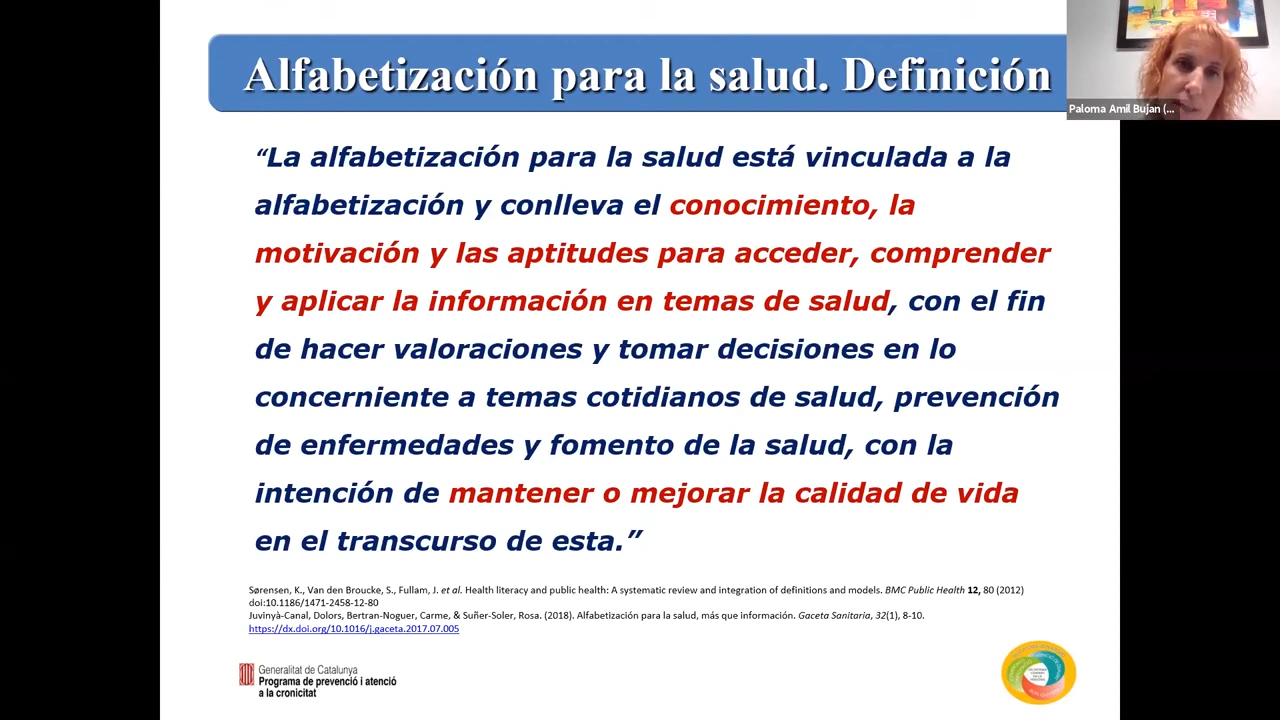 Alfabetización para la salud. Definición
Paloma Amil Bujan (...
“La alfabetización para la salud está vinculada a la
alfabetización y conlleva el conocimiento, la
motivación y las aptitudes para acceder, comprender
y aplicar la información en temas de salud, con el fin
de hacer valoraciones y tomar decisiones en lo
concerniente a temas cotidianos de salud, prevención
de enfermedades y fomento de la salud, con la
intención de mantener o mejorar la calidad de vida
en el transcurso de esta.”
Sørensen, K., Van den Broucke, S., Fullam, J. et al. Health literacy and public health: A systematic review and integration of definitions and models. BMC Public Health 12, 80 (2012)
doi:10.1186/1471-2458-12-80
Juvinyà-Canal, Dolors, Bertran-Noguer, Carme, & Suñer-Soler, Rosa. (2018). Alfabetización para la salud, más que información. Gaceta Sanitaria, 32(1), 8-10.
https://dx.doi.org/10.1016/j.gaceta.2017.07.005
Generalitat de Catalunya
Programa de prevenció i atenció
a la cronicitat